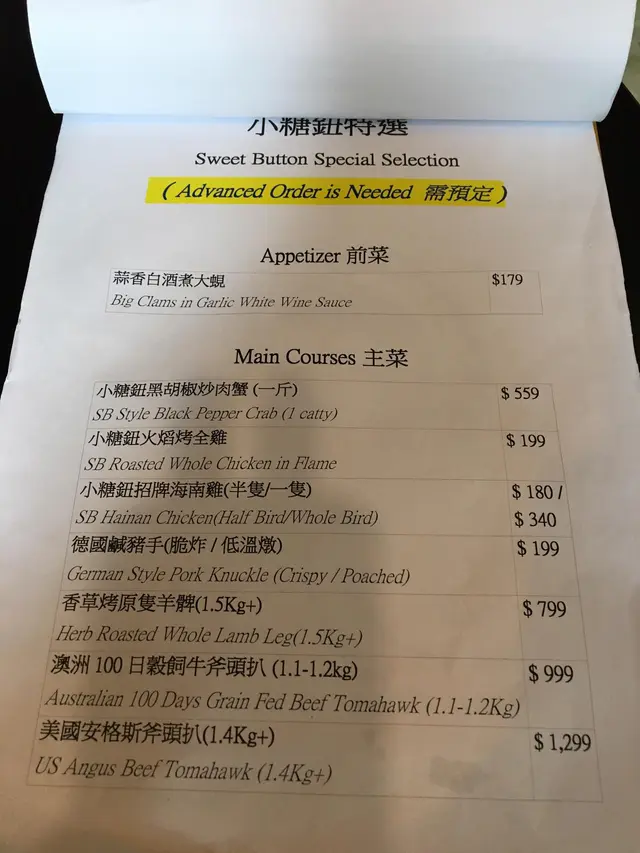 小糖鈕特選
Sweet Button Special Selection
( Advanced Order is Needed 需預定 )
Appetizer 前菜
蒜香白酒煮大蜆 $179
Big Clams in Garlic White Wine Sauce
Main Courses 主菜
小糖鈕黑胡椒炒肉蟹 (一斤) $ 559
SB Style Black Pepper Crab (1 catty)
小糖鈕火焰烤全雞 $ 199
SB Roasted Whole Chicken in Flame
小糖鈕招牌海南雞(半隻/一隻) $ 180 /
SB Hainan Chicken(Half Bird/Whole Bird) $ 340
德國鹹豬手(脆炸 / 低溫燉) $ 199
German Style Pork Knuckle (Crispy / Poached)
香草烤原隻羊髀(1.5Kg+) $ 799
Herb Roasted Whole Lamb Leg(1.5Kg+)
澳洲 100 日穀飼牛斧頭扒 (1.1-1.2kg) $ 999
Australian 100 Days Grain Fed Beef Tomahawk (1.1-1.2Kg)
美國安格斯斧頭扒(1.4Kg+) $ 1,299
US Angus Beef Tomahawk (1.4Kg+)